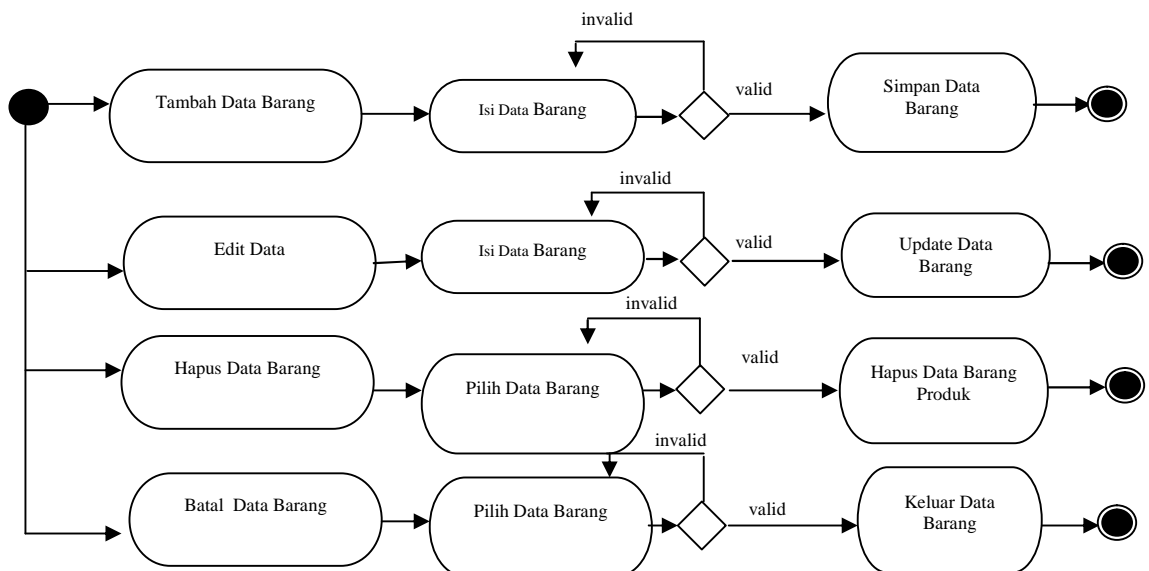 invalid
Tambah Data Barang
Isi Data Barang
valid
Simpan Data
Barang
invalid
Edit Data
Isi Data Barang
valid
Update Data
Barang
invalid
Hapus Data Barang
Pilih Data Barang
valid
Hapus Data Barang
Produk
invalid
Batal Data Barang
Pilih Data Barang
valid
Keluar Data
Barang